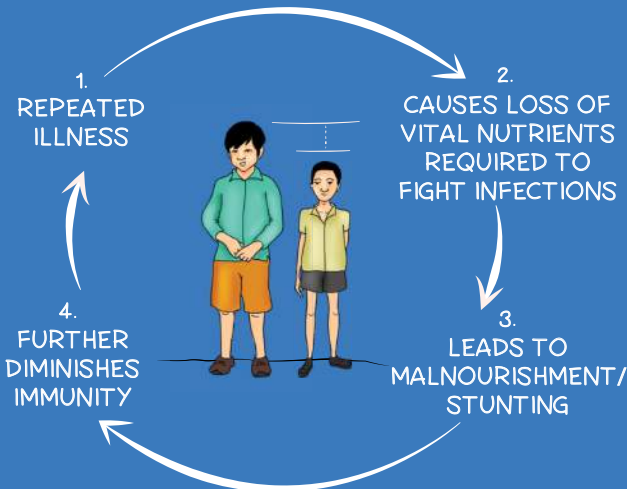 1.
REPEATED
ILLNESS
2.
CAUSES LOSS OF
VITAL NUTRIENTS
REQUIRED TO
FIGHT INFECTIONS
3.
LEADS TO
MALNOURISHMENT/
STUNTING
4.
FURTHER
DIMINISHES
IMMUNITY